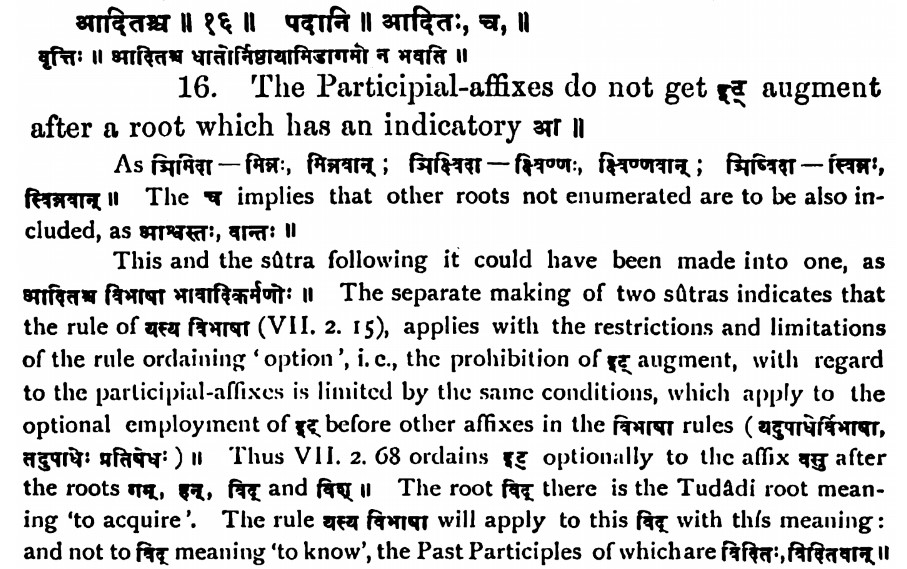 आदितश्च ॥ १६ ॥ पदानि ॥ आदितः, च, ॥
वृत्तिः ॥ आदितश्च धातोर्निष्ठायामिडागमो न भवति ॥
16. The Participial-affixes do not get इट् augment
after a root which has an indicatory आ ॥
As ञिमिदा — मिन्नः, मिन्नवान् ; ञिक्ष्विदा — क्ष्विण्णः, क्ष्विण्णवान् ; ञिष्विदा — स्विन्नः,
स्विन्नवान् ॥ The च implies that other roots not enumerated are to be also in-
cluded, as आश्वस्तः, वान्तः ॥
This and the sûtra following it could have been made into one, as
आदितश्च विभाषा भावादिकर्मणोः ॥ The separate making of two sûtras indicates that
the rule of यस्य विभाषा (VII. 2. 15), applies with the restrictions and limitations
of the rule ordaining ‘option’, i. e., the prohibition of इट् augment, with regard
to the participial-affixes is limited by the same conditions, which apply to the
optional employment of इट् before other affixes in the विभाषा rules ( यदुपाधेर्विभाषा,
तदुपाधेः प्रतिषेधः ) ॥ Thus VII. 2. 68 ordains इट् optionally to the affix वसु after
the roots गम्, हन्, विद् and विश् ॥ The root विद् there is the Tudâdi root mean-
ing ‘to acquire’. The rule यस्य विभाषा will apply to this विद् with this meaning :
and not to विद् meaning ‘to know’, the Past Participles of which are विदितः, विदितवान् ॥